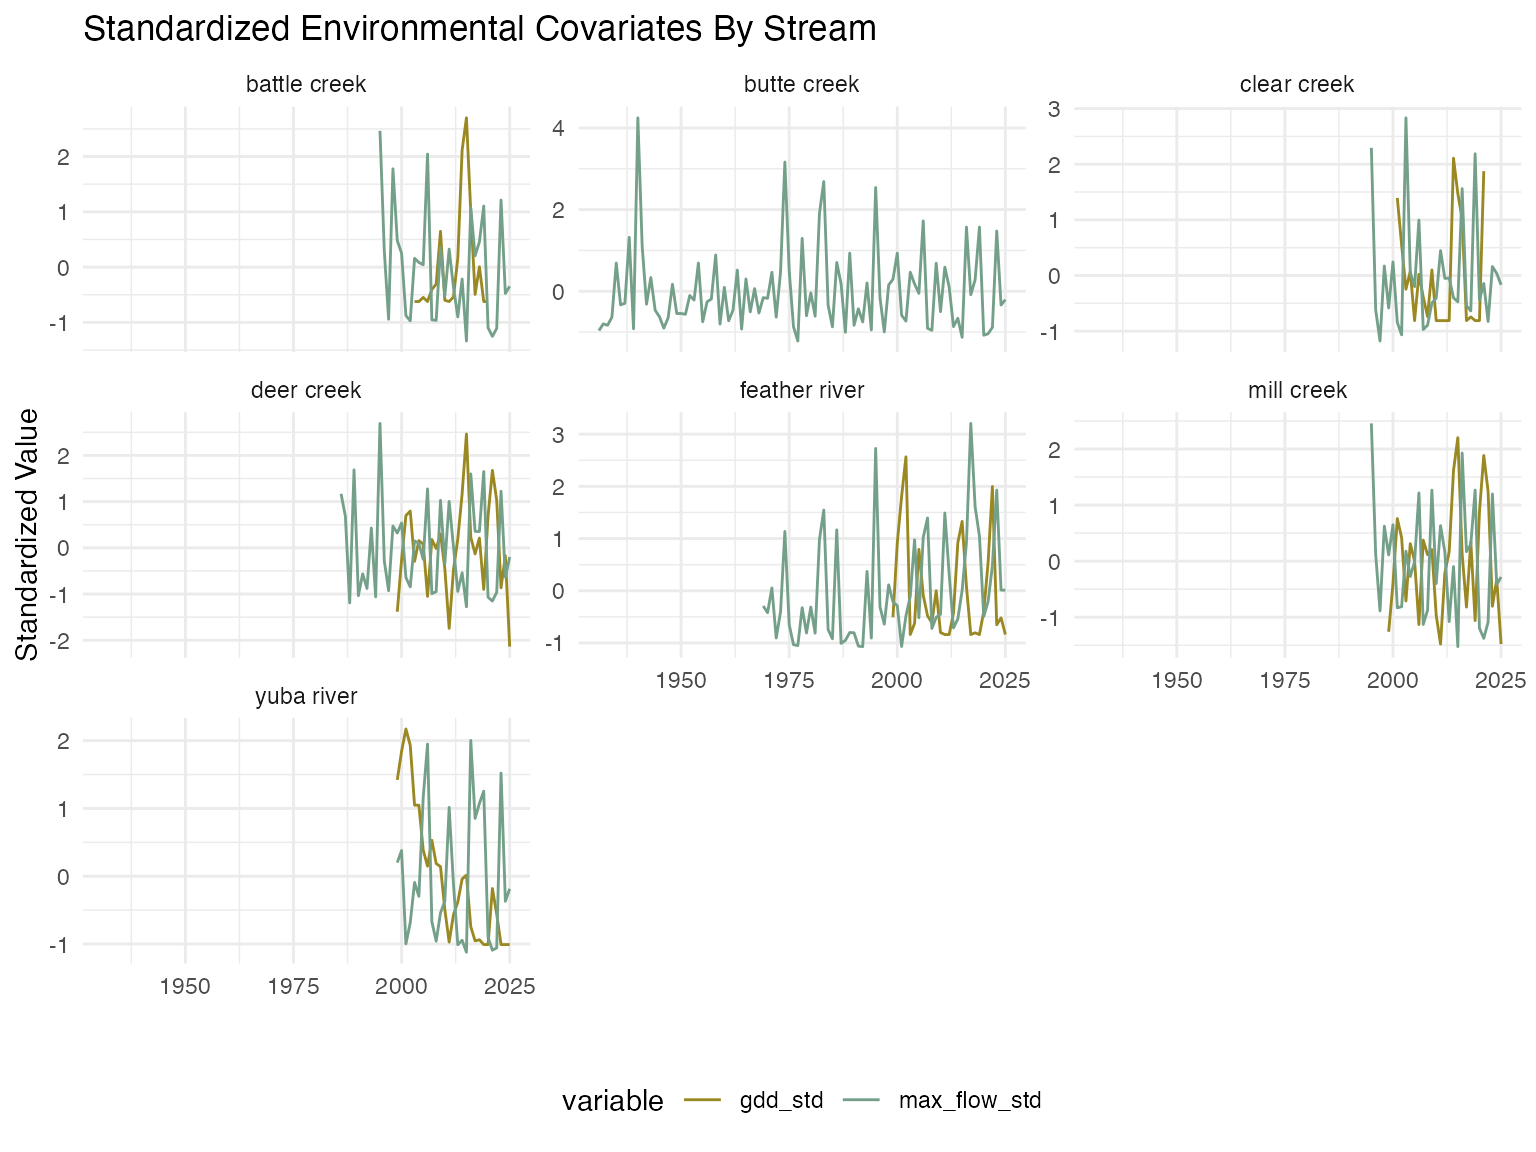 Standardized Environmental Covariates By Stream
battle creek
butte creek
clear creek
2
1
0
-1
4
2
0
3
2
1
0
-1
deer creek
feather river
mill creek
Standardized Value
2
1
0
-1
-2
3
2
1
0
-1
2
1
0
-1
1950 1975 2000 2025
1950 1975 2000 2025
yuba river
2
1
0
-1
1950 1975 2000 2025
variable gdd_std max_flow_std